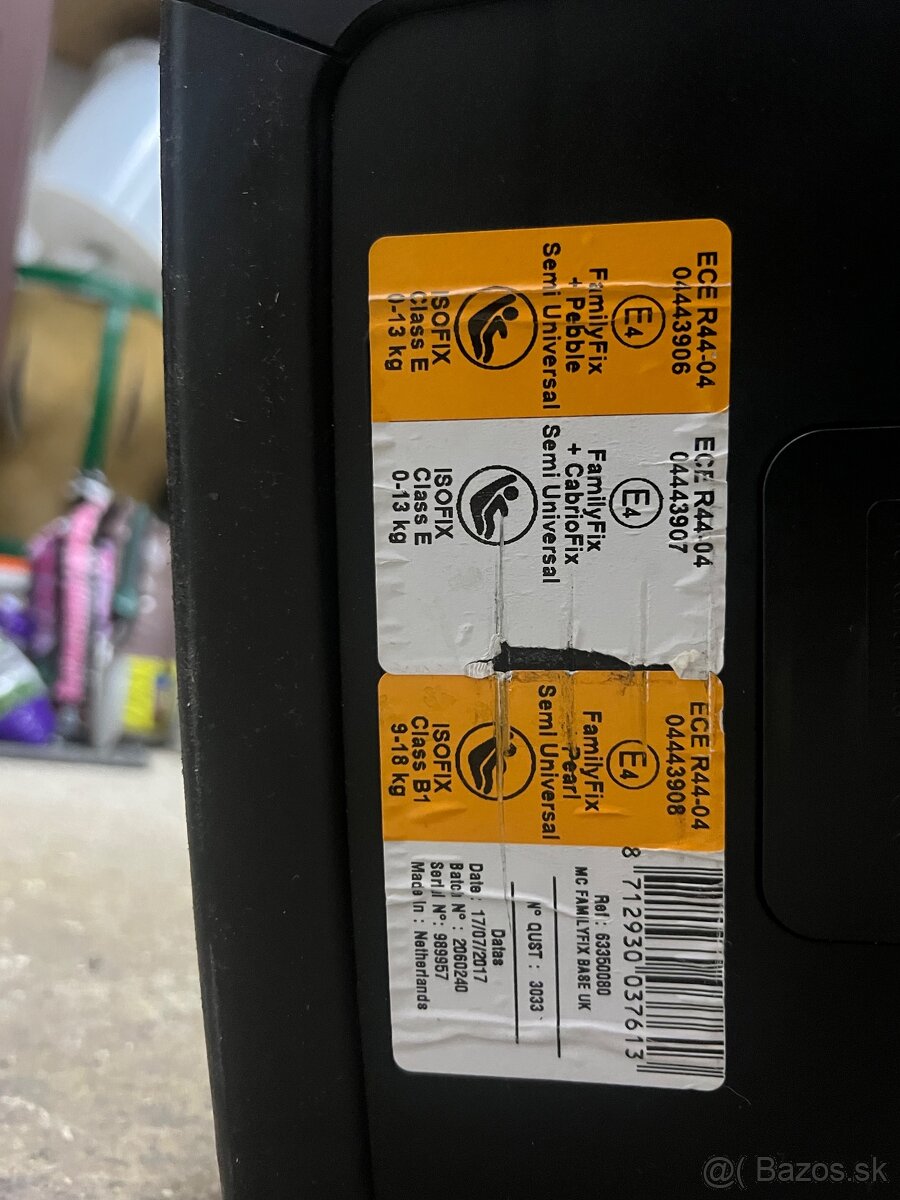 ECE R44-04
04443906
E4
FamilyFix
+ Pebble
Semi Universal
ISOFIX
Class E
0-13 kg
ECE R44-04
04443907
E4
FamilyFix
+ CabrioFix
Semi Universal
ISOFIX
Class E
0-13 kg
ECE R44-04
04443908
E4
FamilyFix
Pearl
Semi Universal
ISOFIX
Class B1
9-18 kg
8 712930 037613
Ref : 63350080
MC FAMILYFIX BASE UK
N° QUST : 3033
Datas
Date : 17/07/2017
Batch N° : 2060240
Serial N° : 989957
Made In : Netherlands
@( Bazos.sk